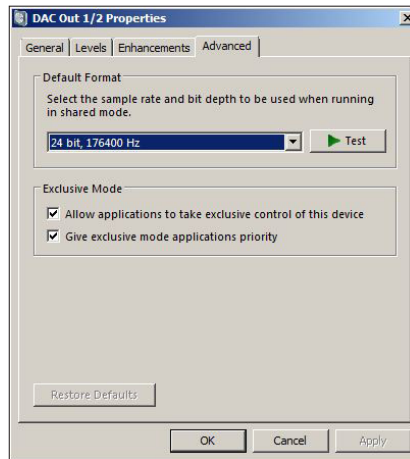 DAC Out 1/2 Properties
General Levels Enhancements Advanced
Default Format
Select the sample rate and bit depth to be used when running
in shared mode.
24 bit, 176400 Hz Test
Exclusive Mode
Allow applications to take exclusive control of this device
Give exclusive mode applications priority
Restore Defaults
OK Cancel Apply